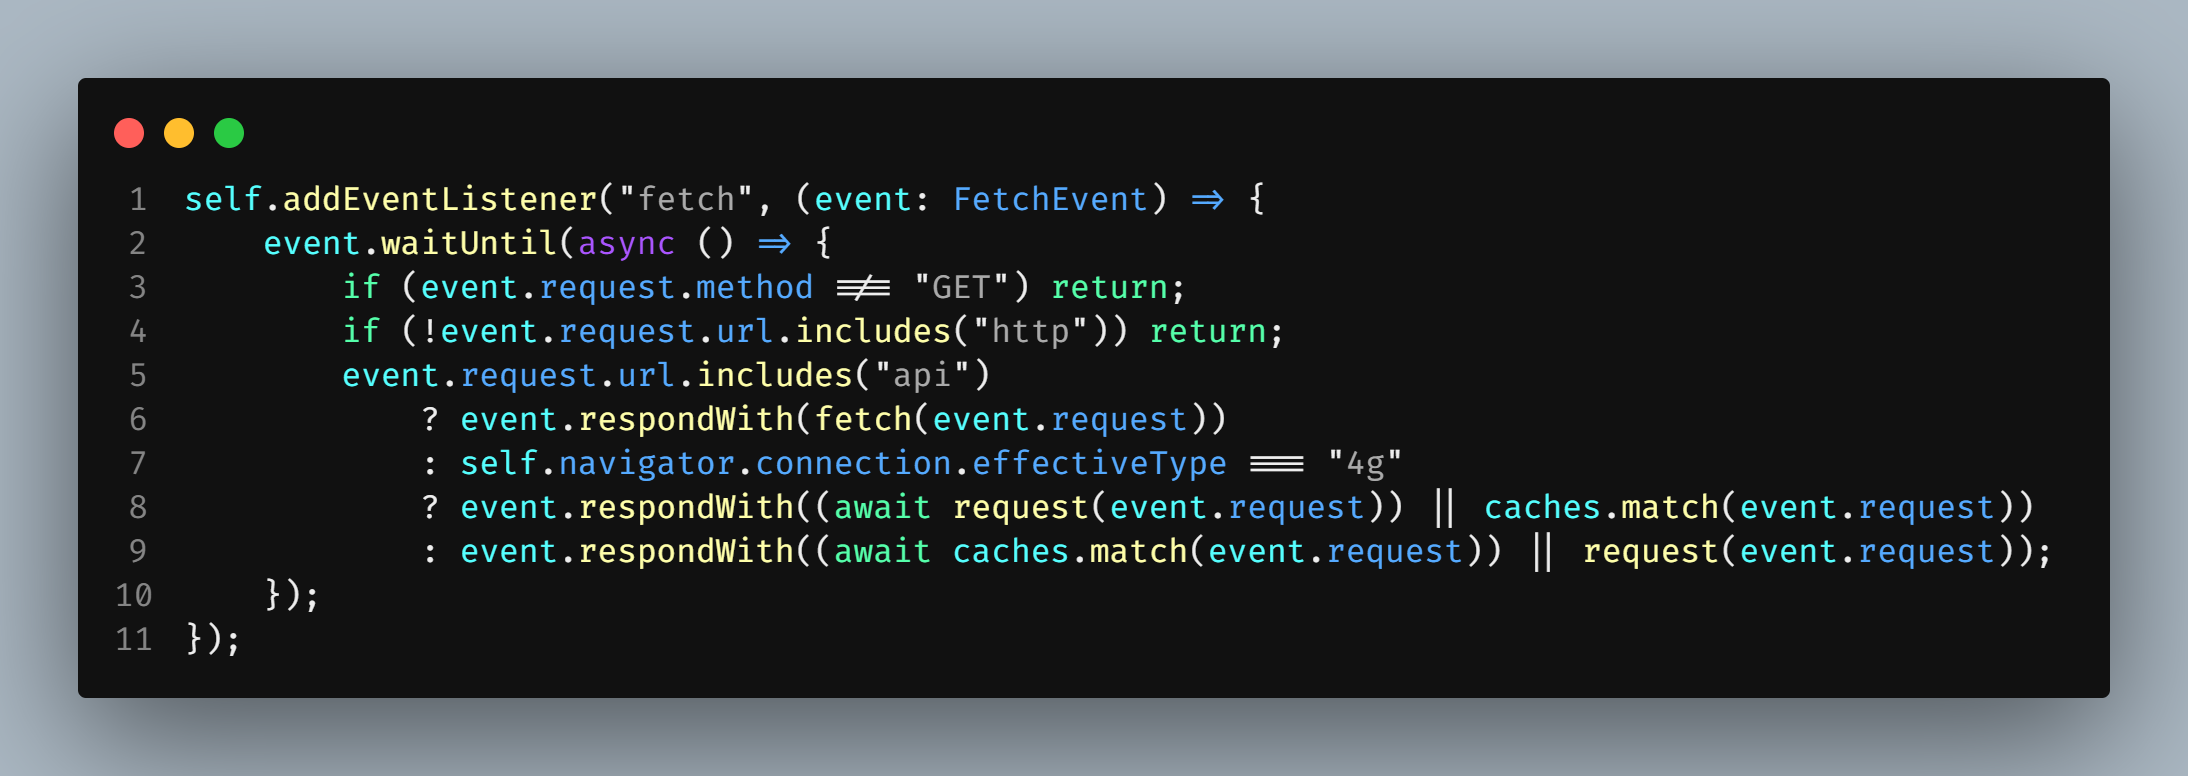 1 self.addEventListener("fetch", (event: FetchEvent) => {
2 event.waitUntil(async () => {
3 if (event.request.method !== "GET") return;
4 if (!event.request.url.includes("http")) return;
5 event.request.url.includes("api")
6 ? event.respondWith(fetch(event.request))
7 : self.navigator.connection.effectiveType === "4g"
8 ? event.respondWith((await request(event.request)) || caches.match(event.request))
9 : event.respondWith((await caches.match(event.request)) || request(event.request));
10 });
11 });